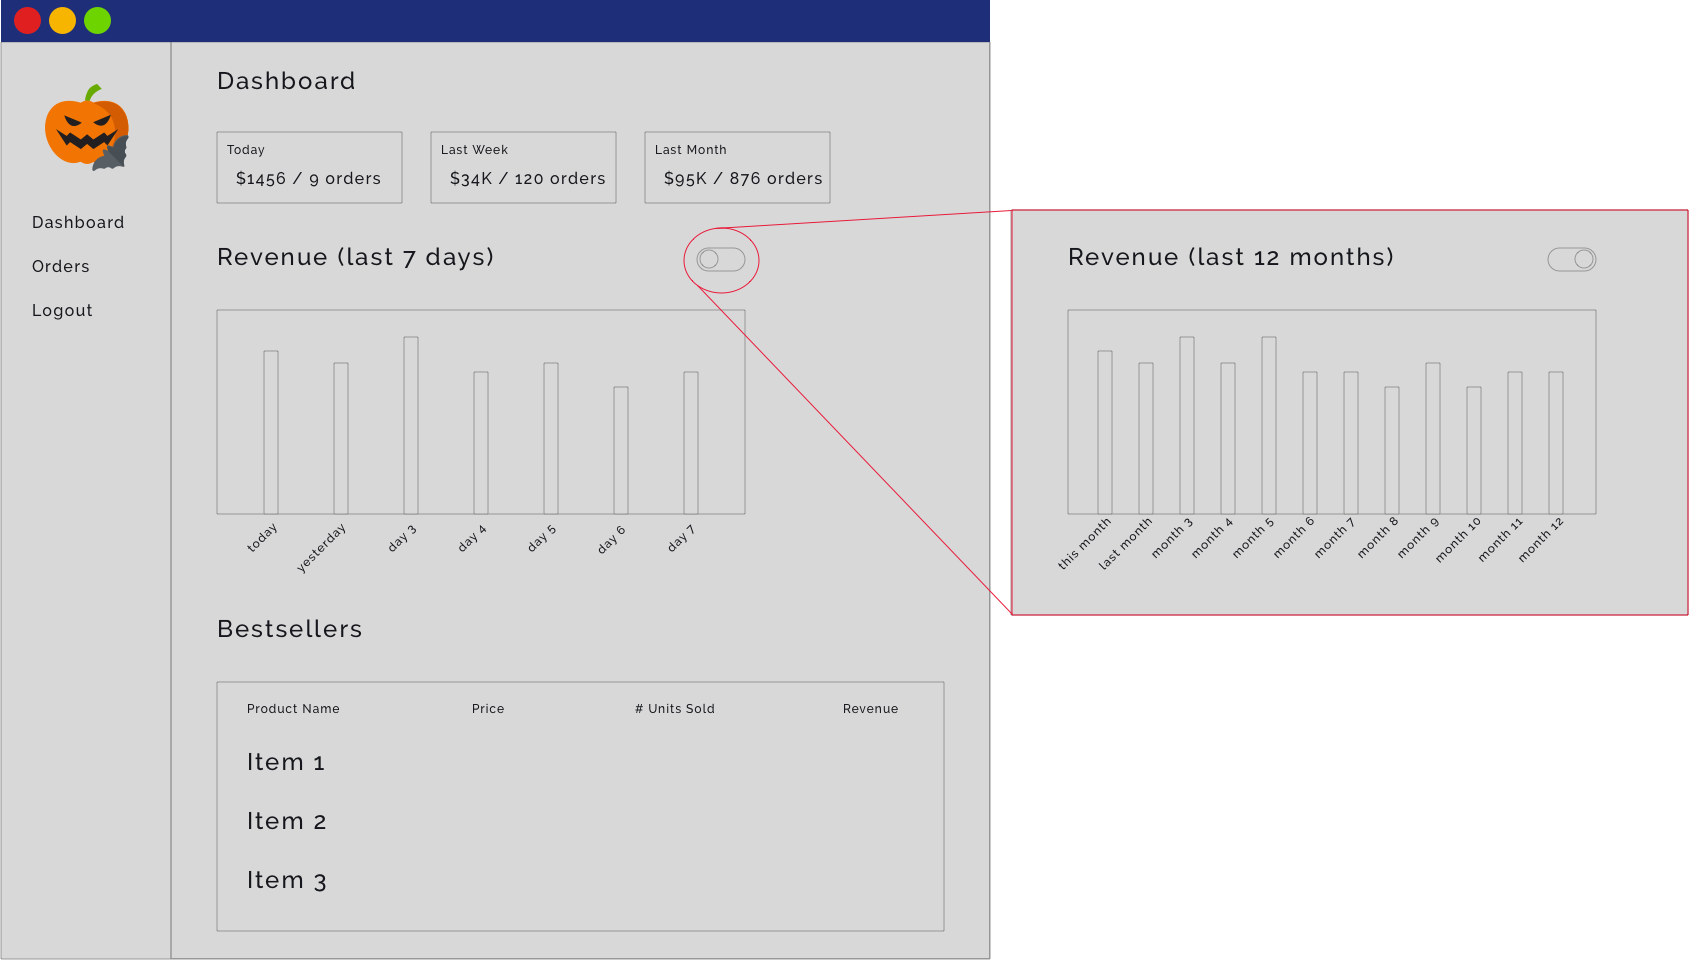 Dashboard
Today
$1456 / 9 orders
Last Week
$34K / 120 orders
Last Month
$95K / 876 orders
Dashboard
Orders
Logout
Revenue (last 7 days)
today
yesterday
day 3
day 4
day 5
day 6
day 7
Revenue (last 12 months)
this month
last month
month 3
month 4
month 5
month 6
month 7
month 8
month 9
month 10
month 11
month 12
Bestsellers
Product Name Price # Units Sold Revenue
Item 1
Item 2
Item 3